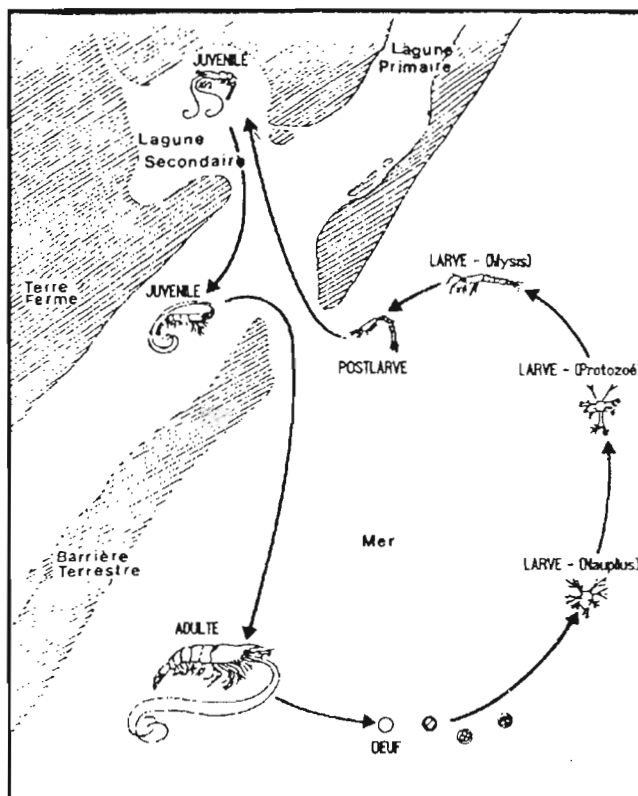 JUVENILE
Lagune
Primaire
Lagune
Secondaire
Terre
Ferme
JUVENILE
LARVE - (Mysis)
POSTLARVE
LARVE - (Protozoé)
Mer
Barrière
Terrestre
LARVE - (Nauplius)
ADULTE
OEUF